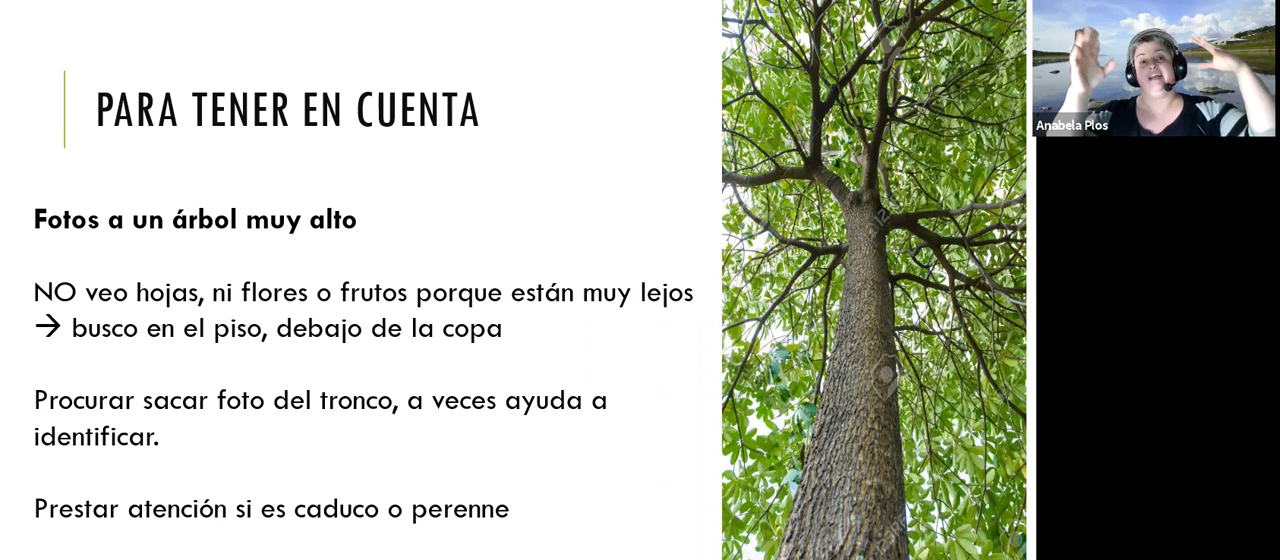 PARA TENER EN CUENTA
Fotos a un árbol muy alto
NO veo hojas, ni flores o frutos porque están muy lejos
→ busco en el piso, debajo de la copa
Procurar sacar foto del tronco, a veces ayuda a
identificar.
Prestar atención si es caduco o perenne
Anabela Plos